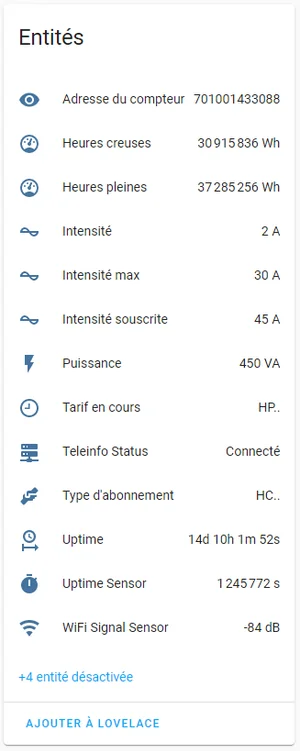 Entités
Adresse du compteur 701001433088
Heures creuses 30 915 836 Wh
Heures pleines 37 285 256 Wh
Intensité 2 A
Intensité max 30 A
Intensité souscrite 45 A
Puissance 450 VA
Tarif en cours HP..
Teleinfo Status Connecté
Type d'abonnement HC..
Uptime 14d 10h 1m 52s
Uptime Sensor 1 245 772 s
WiFi Signal Sensor -84 dB
+4 entité désactivée
AJOUTER À LOVELACE